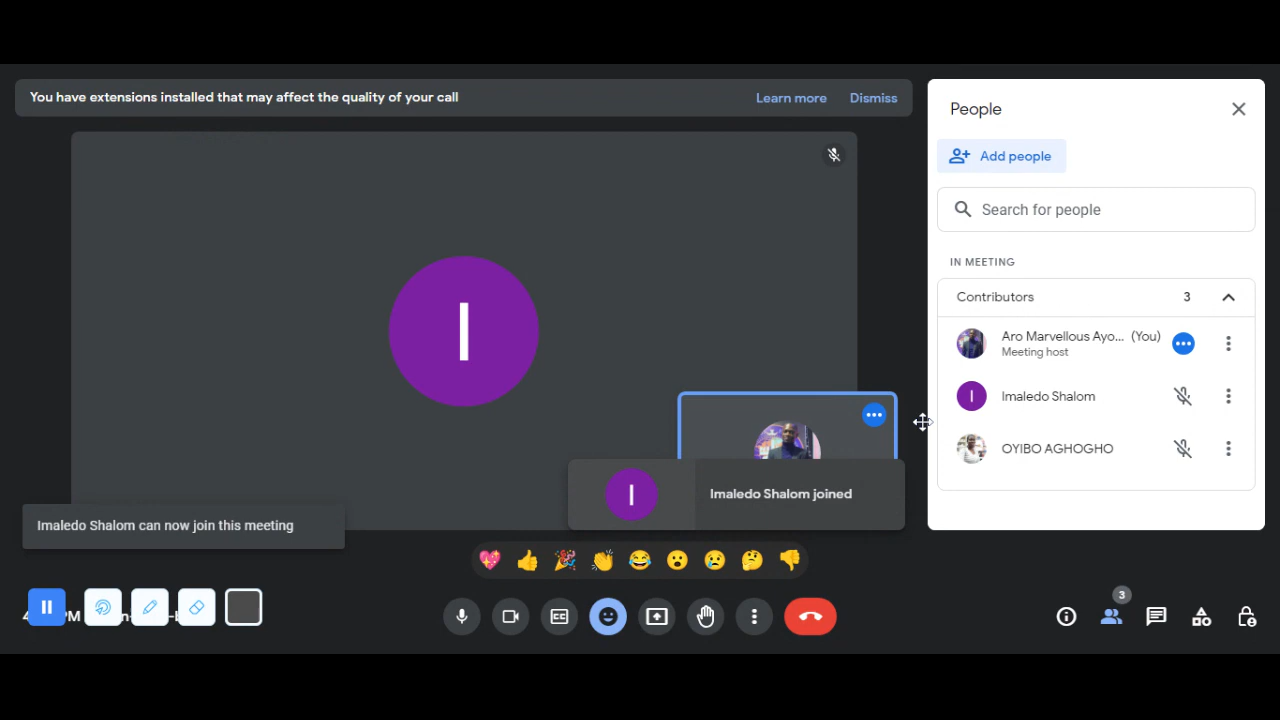 You have extensions installed that may affect the quality of your call
Learn more
Dismiss
I
Imaledo Shalom joined
I
Imaledo Shalom can now join this meeting
PM
People
Add people
Search for people
IN MEETING
Contributors
3
Aro Marvellous Ayo... (You)
Meeting host
I
Imaledo Shalom
OYIBO AGHOGHO
3